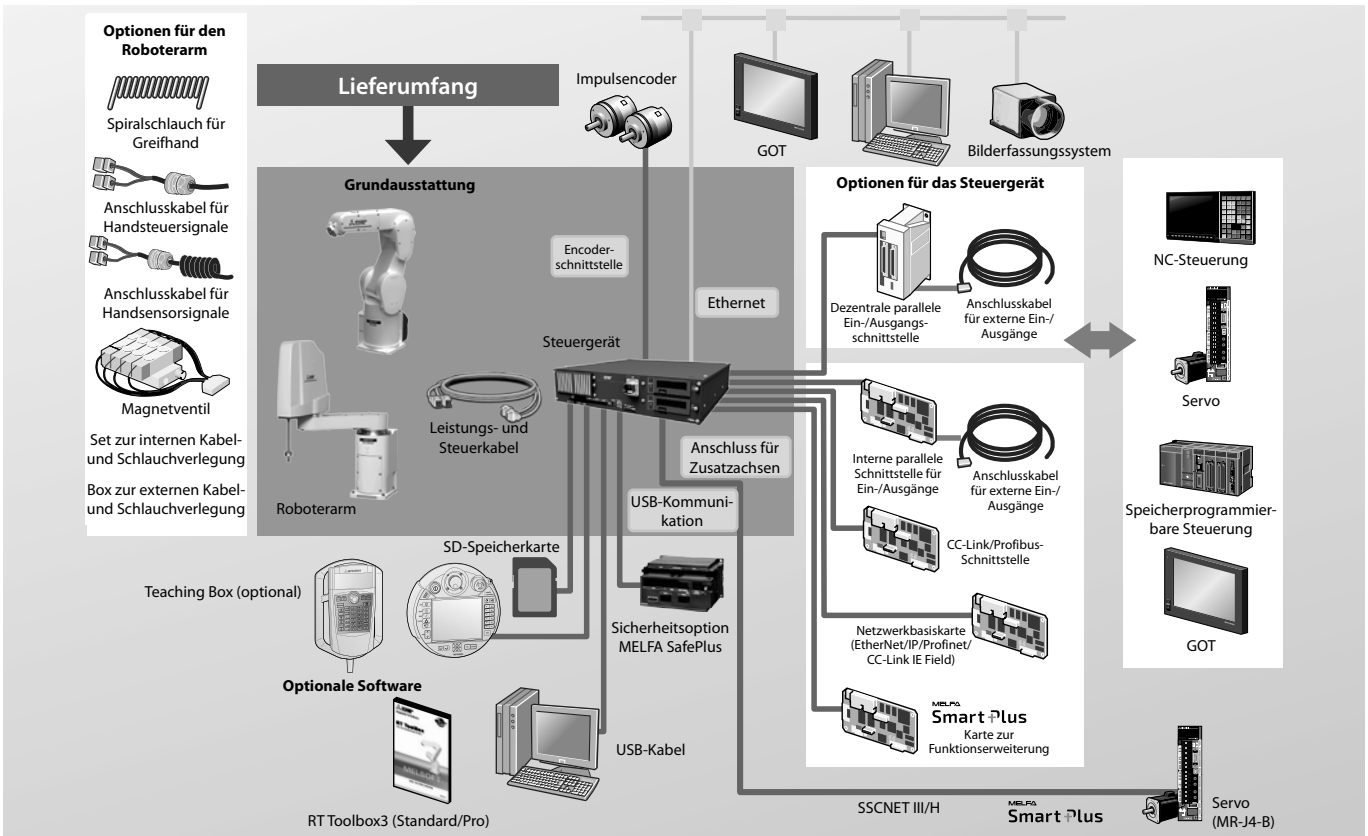 Optionen für den
Roboterarm
Spiralschlauch für
Greifhand
Anschlusskabel für
Handsteuersignale
Anschlusskabel für
Handsensorsignale
Magnetventil
Set zur internen Kabel-
und Schlauchverlegung
Box zur externen Kabel-
und Schlauchverlegung
Lieferumfang
Impulsencoder
GOT
Bilderfassungssystem
Grundausstattung
Encoder-
schnittstelle
Ethernet
Steuergerät
Leistungs- und
Steuerkabel
Roboterarm
Anschluss für
Zusatzachsen
USB-Kommuni-
kation
Optionen für das Steuergerät
Dezentrale parallele
Ein-/Ausgangs-
schnittstelle
Anschlusskabel
für externe Ein-/
Ausgänge
Interne parallele
Schnittstelle für
Ein-/Ausgänge
Anschlusskabel
für externe Ein-/
Ausgänge
CC-Link/Profibus-
Schnittstelle
Netzwerkbasiskarte
(EtherNet/IP/Profinet/
CC-Link IE Field)
MELFA
Smart Plus
Karte zur
Funktionserweiterung
NC-Steuerung
Servo
Speicherprogrammier-
bare Steuerung
GOT
SD-Speicherkarte
Teaching Box (optional)
Sicherheitsoption
MELFA SafePlus
Optionale Software
RT ToolBox
MELSOFT
USB-Kabel
RT Toolbox3 (Standard/Pro)
SSCNET III/H
MELFA
Smart Plus
Servo
(MR-J4-B)